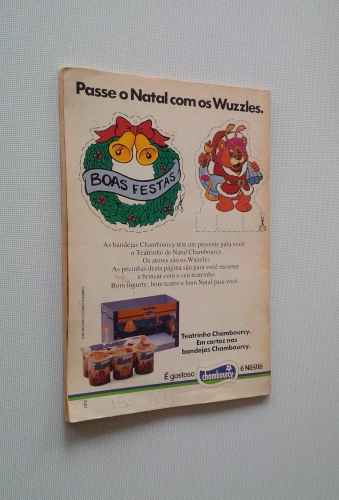 Passe o Natal com os Wuzzles.
BOAS FESTAS
As bandejas Chambourcy têm um presente para você:
o Teatrinho de Natal Chambourcy.
Os atores são os Wuzzles.
As pecinhas desta página são para você recortar
e brincar com o seu teatrinho.
Bom iogurte, bom teatro e bom Natal para você.
Teatrinho Chambourcy.
Em cartaz nas
bandejas Chambourcy.
É gostoso chambourcy é Nestlé